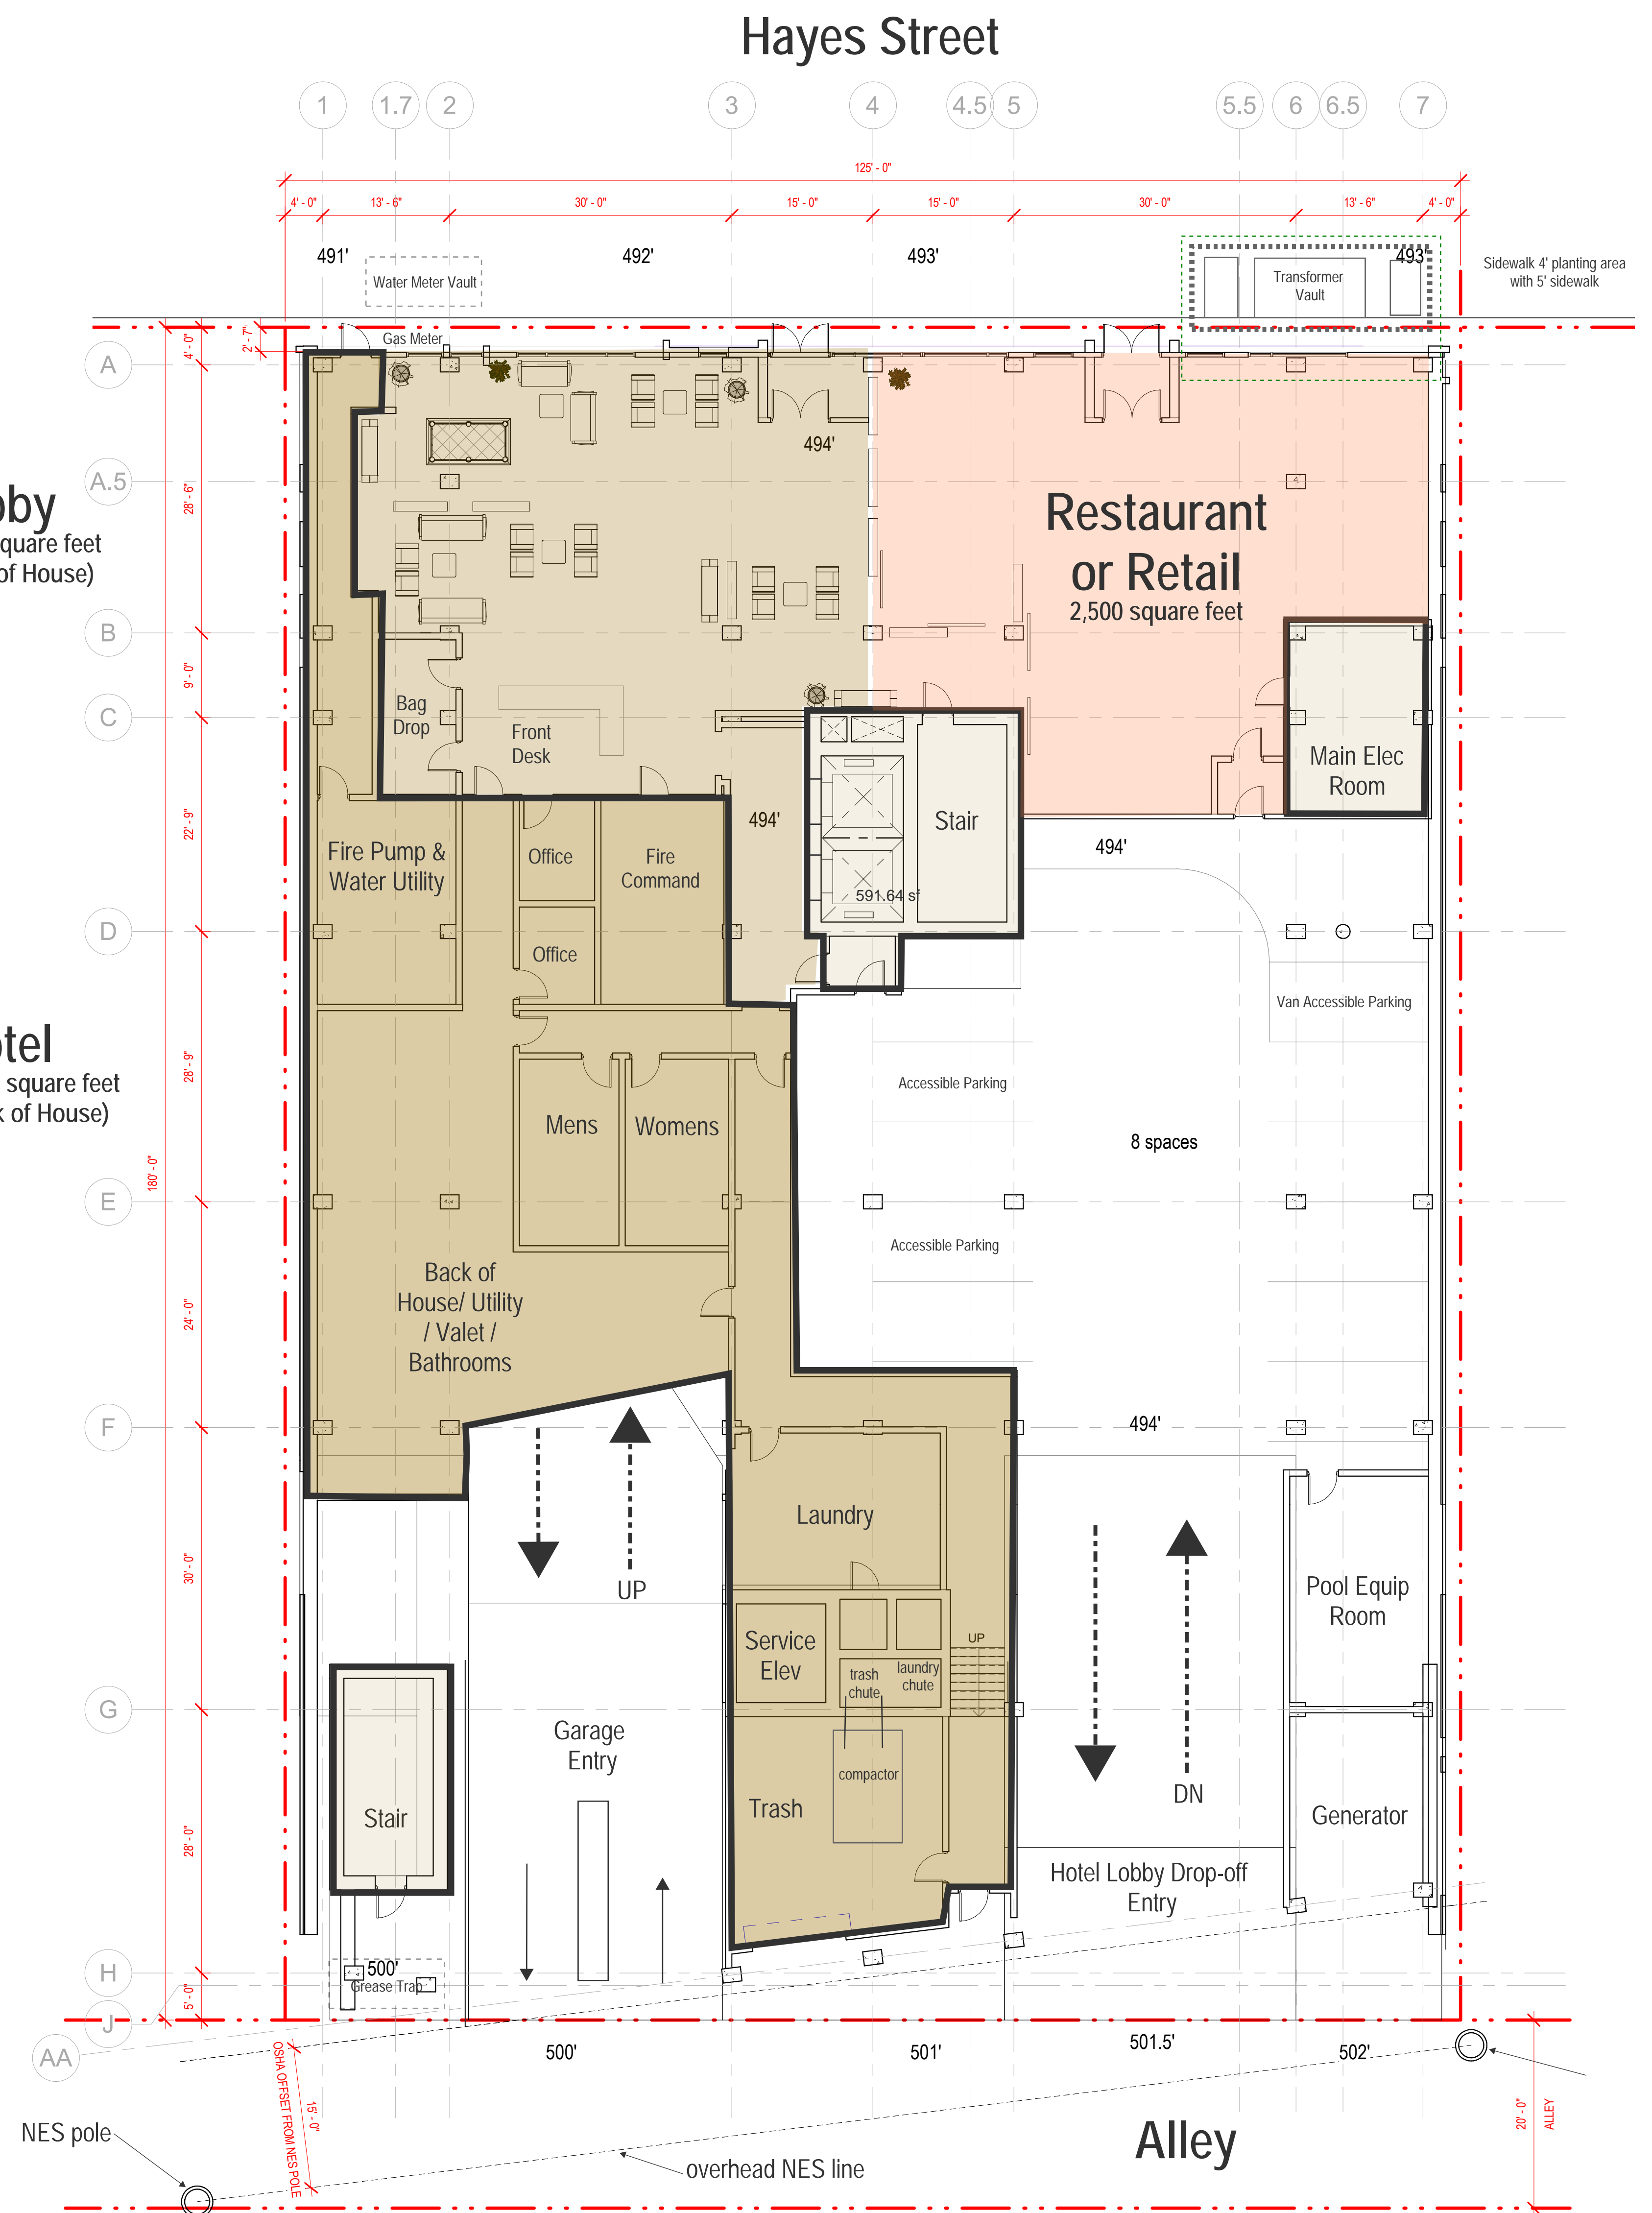 Hayes Street
1
1.7
2
3
4
4.5
5
5.5
6
6.5
7
125' - 0"
4' - 0"
13' - 6"
30' - 0"
15' - 0"
15' - 0"
30' - 0"
13' - 6"
4' - 0"
491'
492'
493'
493'
Water Meter Vault
Transformer
Vault
Sidewalk 4' planting area
with 5' sidewalk
Gas Meter
2' - 7"
4' - 0"
A
494'
A.5
28' - 6"
oby
quare feet
of House)
Restaurant
or Retail
2,500 square feet
B
9' - 0"
Bag
Drop
C
Front
Desk
Main Elec
Room
22' - 9"
494'
Stair
494'
Fire Pump &
Water Utility
Office
Fire
Command
591.64 sf
D
Office
Van Accessible Parking
otel
square feet
k of House)
28' - 9"
Accessible Parking
Mens
Womens
8 spaces
180' - 0"
E
Accessible Parking
Back of
House/ Utility
/ Valet /
Bathrooms
24' - 0"
F
494'
Laundry
30' - 0"
UP
Pool Equip
Room
Service
Elev
UP
trash
chute
laundry
chute
G
Garage
Entry
compactor
DN
Trash
Stair
Generator
28' - 0"
Hotel Lobby Drop-off
Entry
H
500'
Grease Trap
5' - 0"
J
AA
500'
501'
501.5'
502'
OSHA OFFSET FROM NES POLE
15' - 0"
20' - 0"
ALLEY
NES pole
overhead NES line
Alley